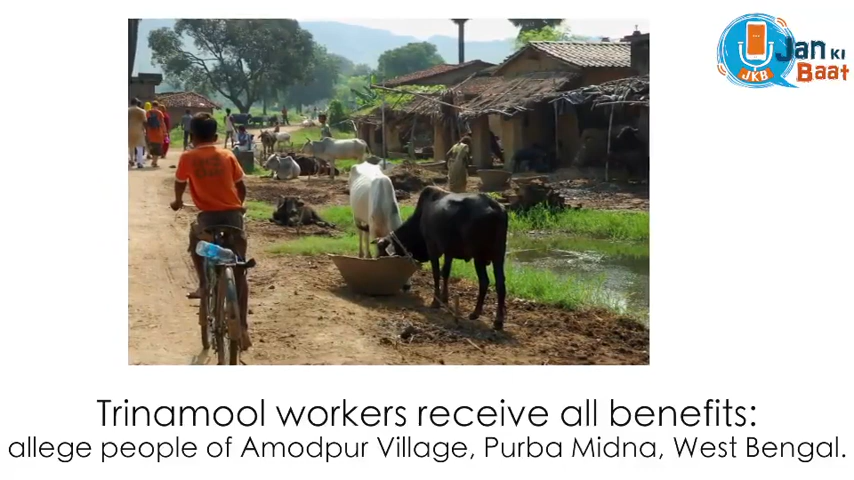 Jan KI
Baat
JKB
Trinamool workers receive all benefits:
allege people of Amodpur Village, Purba Midna, West Bengal.